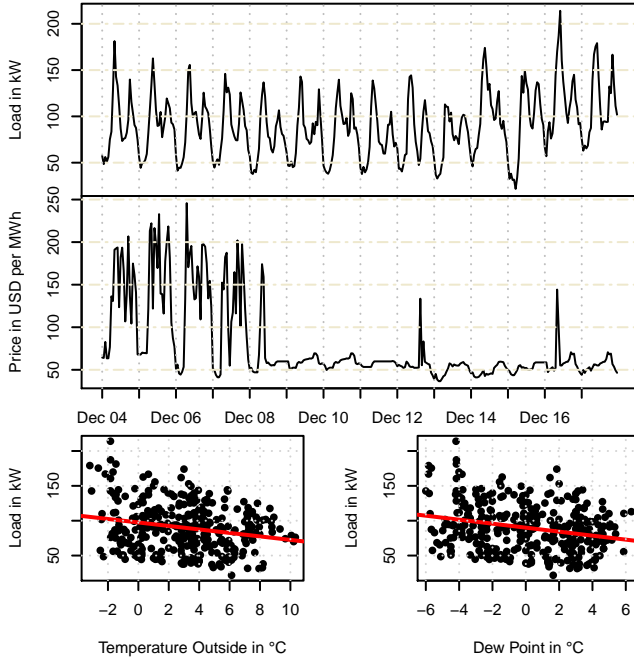 Load in kW
200
150
100
50
Price in USD per MWh
250
200
150
100
50
Dec 04 Dec 06 Dec 08 Dec 10 Dec 12 Dec 14 Dec 16
Load in kW
150
50
−2 0 2 4 6 8 10
Temperature Outside in °C
Load in kW
150
50
−6 −4 −2 0 2 4 6
Dew Point in °C